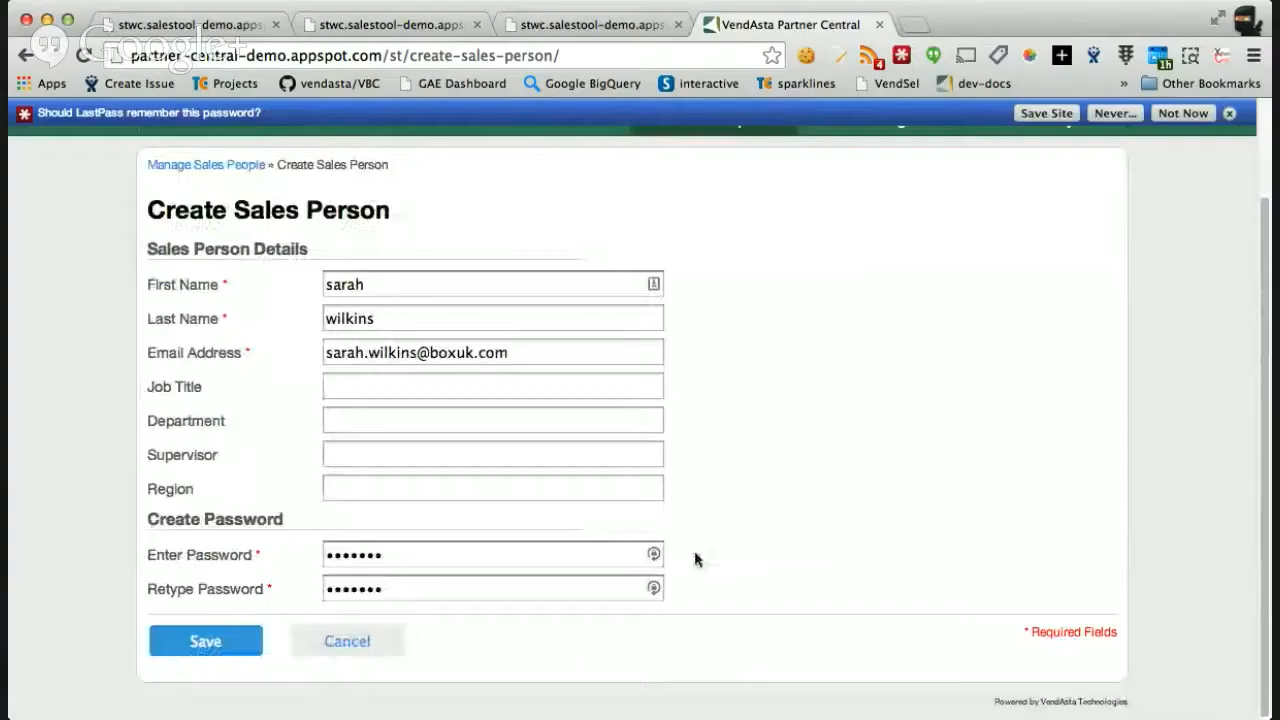 stwc.salestool-demo.apps stwc.salestool-demo.apps stwc.salestool-demo.apps VendAsta Partner Central
Google+
partner-central-demo.appspot.com/st/create-sales-person/
4
1h
Apps Create Issue Projects vendasta/VBC GAE Dashboard Google BigQuery interactive sparklines VendSel dev-docs » Other Bookmarks
Should LastPass remember this password? Save Site Never... Not Now
Manage Sales People » Create Sales Person
Create Sales Person
Sales Person Details
First Name * sarah
Last Name * wilkins
Email Address * sarah.wilkins@boxuk.com
Job Title
Department
Supervisor
Region
Create Password
Enter Password * •••••••
Retype Password * •••••••
* Required Fields
Save Cancel
Powered by VendAsta Technologies